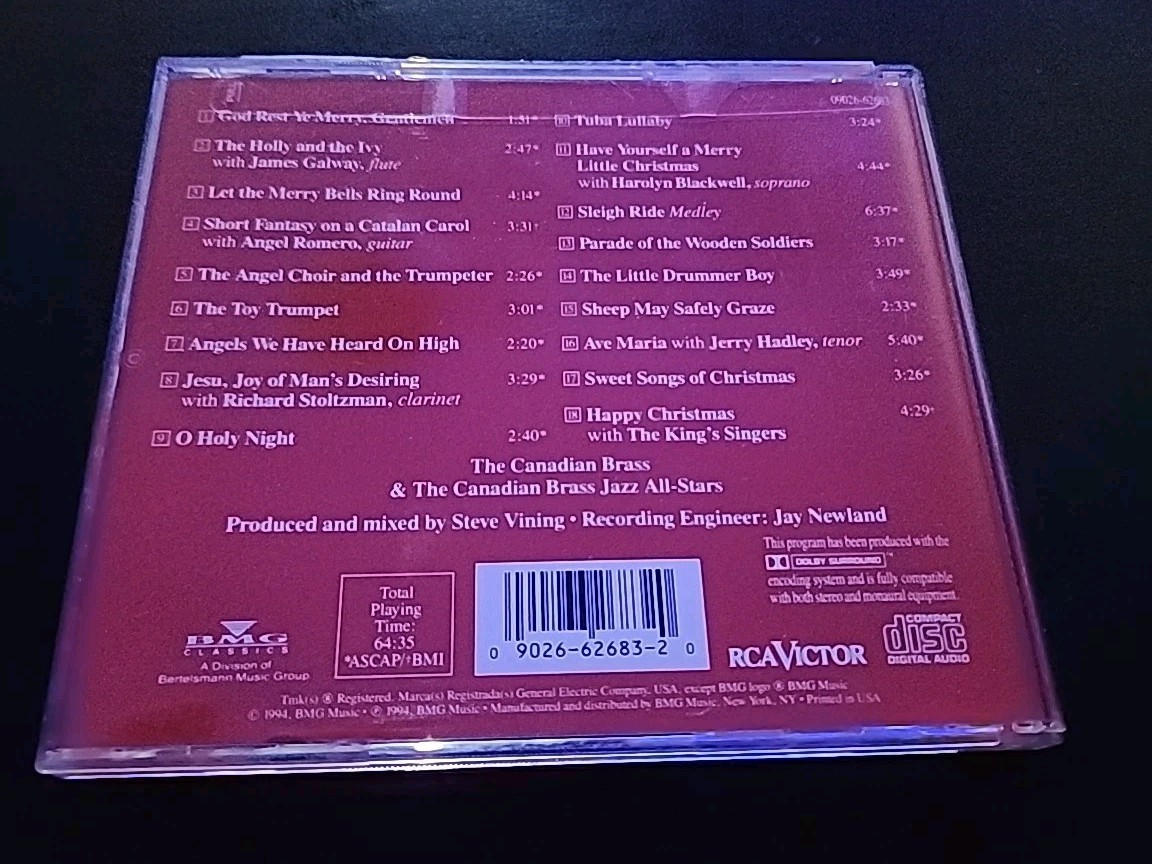 09026-62683
1 God Rest Ye Merry, Gentlemen 1:31*
2 The Holly and the Ivy 2:47*
with James Galway, flute
3 Let the Merry Bells Ring Round 4:14*
4 Short Fantasy on a Catalan Carol 3:31†
with Angel Romero, guitar
5 The Angel Choir and the Trumpeter 2:26*
6 The Toy Trumpet 3:01*
7 Angels We Have Heard On High 2:20*
8 Jesu, Joy of Man's Desiring 3:29*
with Richard Stoltzman, clarinet
9 O Holy Night 2:40*
10 Tuba Lullaby 3:24*
11 Have Yourself a Merry
Little Christmas 4:44*
with Harolyn Blackwell, soprano
12 Sleigh Ride Medley 6:37*
13 Parade of the Wooden Soldiers 3:17*
14 The Little Drummer Boy 3:49*
15 Sheep May Safely Graze 2:33*
16 Ave Maria with Jerry Hadley, tenor 5:40*
17 Sweet Songs of Christmas 3:26*
18 Happy Christmas 4:29†
with The King's Singers
The Canadian Brass
& The Canadian Brass Jazz All-Stars
Produced and mixed by Steve Vining • Recording Engineer: Jay Newland
This program has been produced with the
DOLBY SURROUND™
encoding system and is fully compatible
with both stereo and monaural equipment.
Total
Playing
Time:
64:35
*ASCAP/†BMI
0 9026-62683-2 0
BMG
CLASSICS
A Division of
Bertelsmann Music Group
RCA VICTOR
COMPACT
disc
DIGITAL AUDIO
Tmk(s) ® Registered. Marca(s) Registrada(s) General Electric Company, USA, except BMG logo ® BMG Music
© 1994, BMG Music • ℗ 1994, BMG Music • Manufactured and distributed by BMG Music, New York, NY • Printed in USA